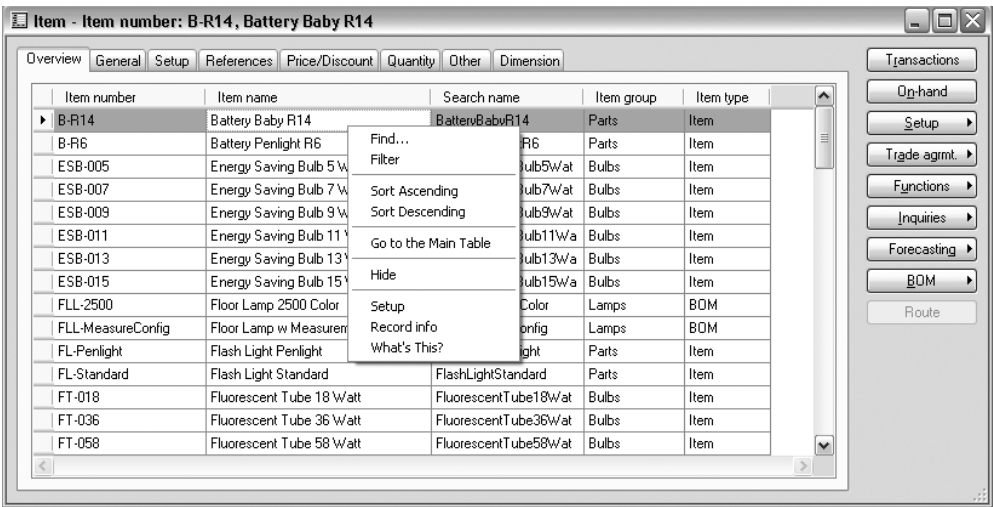 Item - Item number: B-R14, Battery Baby R14
Overview General Setup References Price/Discount Quantity Other Dimension
Item number Item name Search name Item group Item type
B-R14 Battery Baby R14 BatteryBabyR14 Parts Item
B-R6 Battery Penlight R6 R6 Parts Item
ESB-005 Energy Saving Bulb 5 W Bulb5Wat Bulbs Item
ESB-007 Energy Saving Bulb 7 W Bulb7Wat Bulbs Item
ESB-009 Energy Saving Bulb 9 W Bulb9Wat Bulbs Item
ESB-011 Energy Saving Bulb 11 Bulb11Wa Bulbs Item
ESB-013 Energy Saving Bulb 13 Bulb13Wa Bulbs Item
ESB-015 Energy Saving Bulb 15 Bulb15Wa Bulbs Item
FLL-2500 Floor Lamp 2500 Color Color Lamps BOM
FLL-MeasureConfig Floor Lamp w Measurem onfig Lamps BOM
FL-Penlight Flash Light Penlight ight Parts Item
FL-Standard Flash Light Standard FlashLightStandard Parts Item
FT-018 Fluorescent Tube 18 Watt FluorescentTube18Wat Bulbs Item
FT-036 Fluorescent Tube 36 Watt FluorescentTube36Wat Bulbs Item
FT-058 Fluorescent Tube 58 Watt FluorescentTube58Wat Bulbs Item
Find...
Filter
Sort Ascending
Sort Descending
Go to the Main Table
Hide
Setup
Record info
What's This?
Transactions
On-hand
Setup
Trade agrmt.
Functions
Inquiries
Forecasting
BOM
Route